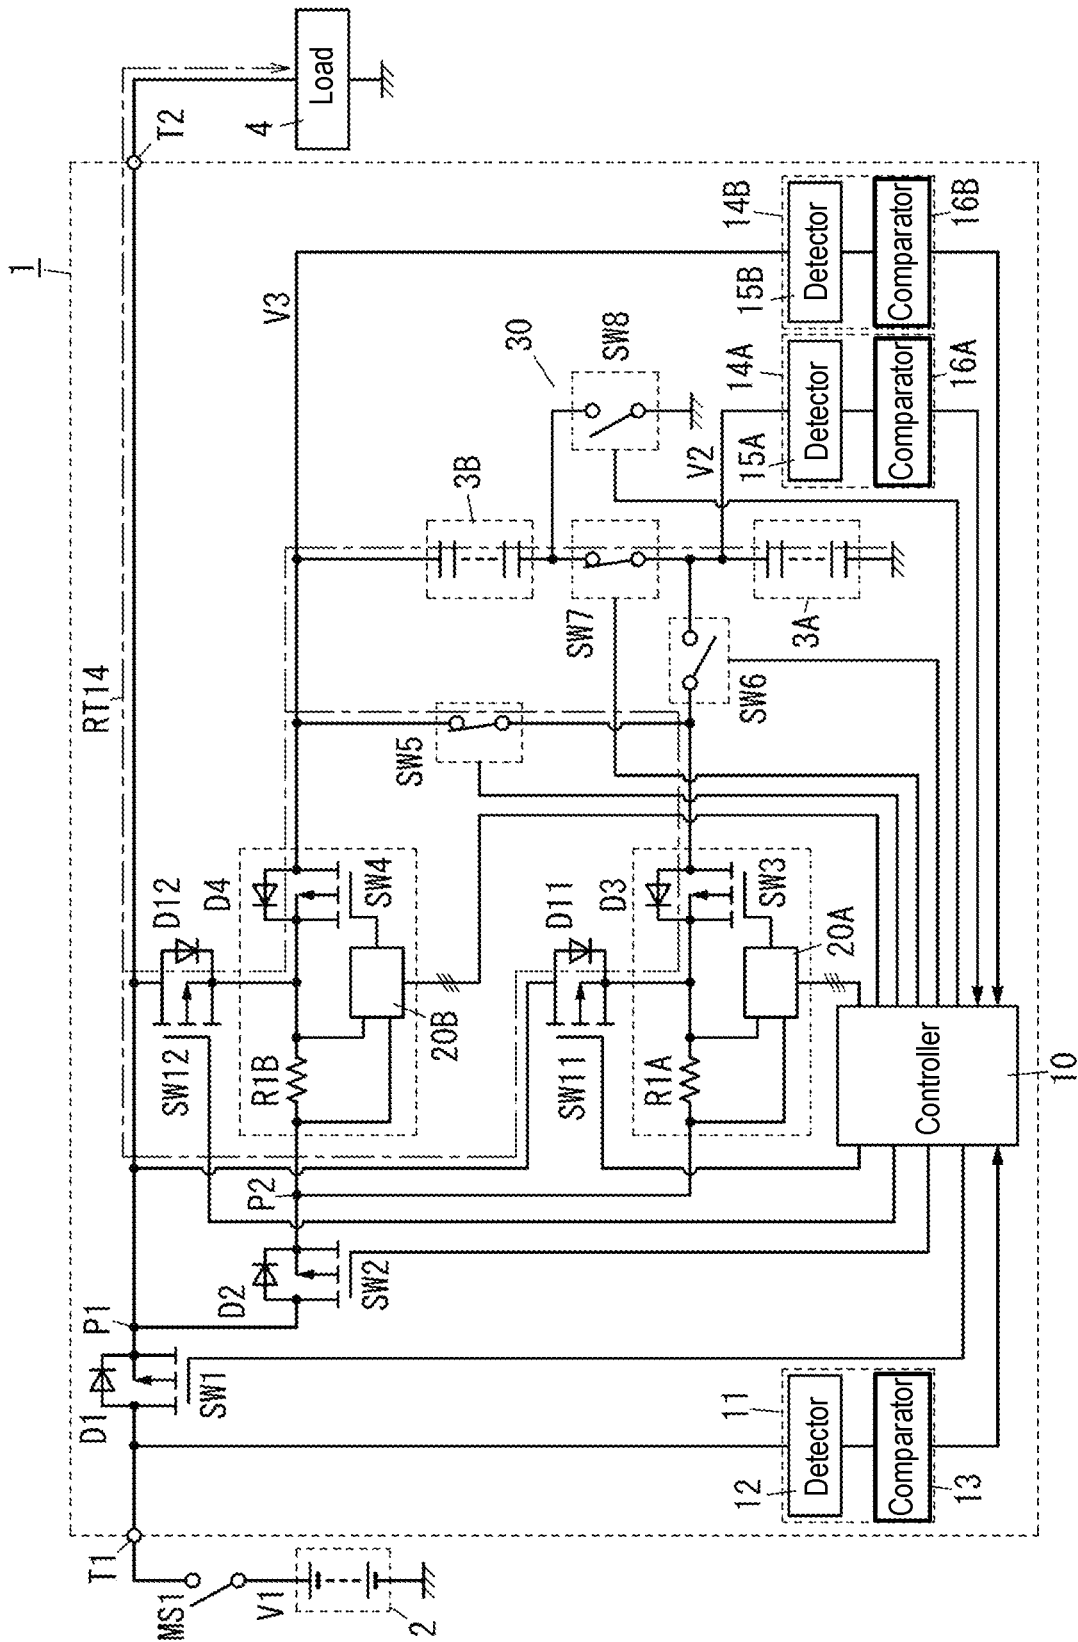 1
RT14
T1
MS1
V1
2
D1
SW1
P1
D2
SW2
P2
SW12
D12
D4
R1B
SW4
20B
SW11
D11
D3
R1A
SW3
20A
SW5
SW6
SW7
SW8
30
3B
3A
V2
V3
T2
4
Load
11
12
Detector
Comparator
13
Controller
10
14A
15A
Detector
Comparator
16A
14B
15B
Detector
Comparator
16B